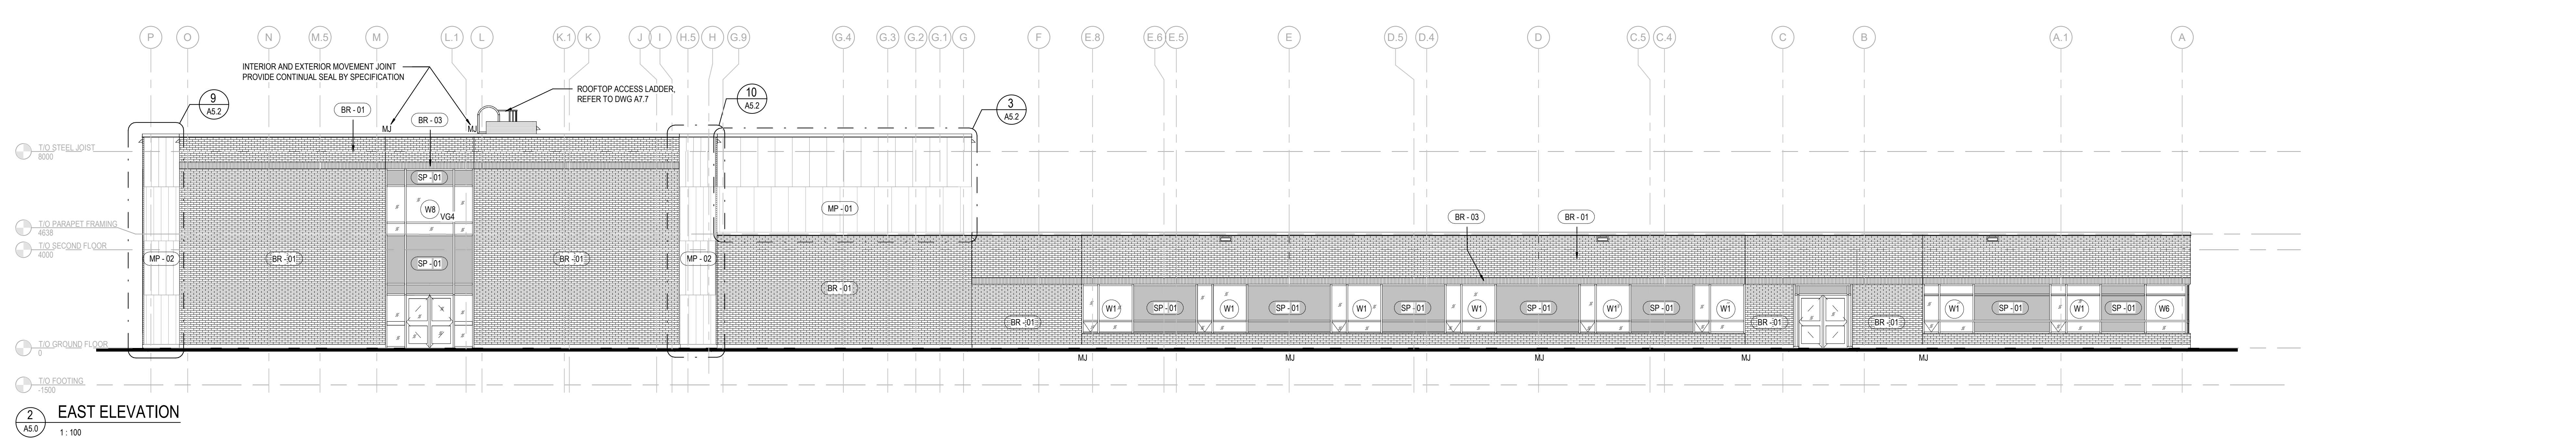 P O N M.5 M L.1 L K.1 K J I H.5 H G.9 G.4 G.3 G.2 G.1 G F E.8 E.6 E.5 E D.5 D.4 D C.5 C.4 C B A.1 A
INTERIOR AND EXTERIOR MOVEMENT JOINT
PROVIDE CONTINUAL SEAL BY SPECIFICATION
ROOFTOP ACCESS LADDER,
REFER TO DWG A7.7
9
A5.2
10
A5.2
3
A5.2
BR - 01
BR - 03
MJ
MJ
T/O STEEL JOIST
8000
SP - 01
W8
VG4
MP - 01
BR - 03
BR - 01
T/O PARAPET FRAMING
4638
T/O SECOND FLOOR
4000
MP - 02
BR - 01
SP - 01
BR - 01
MP - 02
BR - 01
W1
SP - 01
W1
SP - 01
W1
SP - 01
W1
SP - 01
W1
SP - 01
W1
W1
SP - 01
W1
SP - 01
W6
BR - 01
BR - 01
BR - 01
T/O GROUND FLOOR
0
MJ
MJ
MJ
MJ
MJ
T/O FOOTING
-1500
2
A5.0
EAST ELEVATION
1 : 100